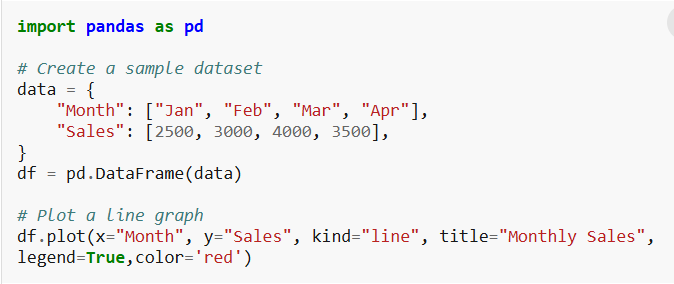 import pandas as pd
# Create a sample dataset
data = {
    "Month": ["Jan", "Feb", "Mar", "Apr"],
    "Sales": [2500, 3000, 4000, 3500],
}
df = pd.DataFrame(data)
# Plot a line graph
df.plot(x="Month", y="Sales", kind="line", title="Monthly Sales",
legend=True,color='red')